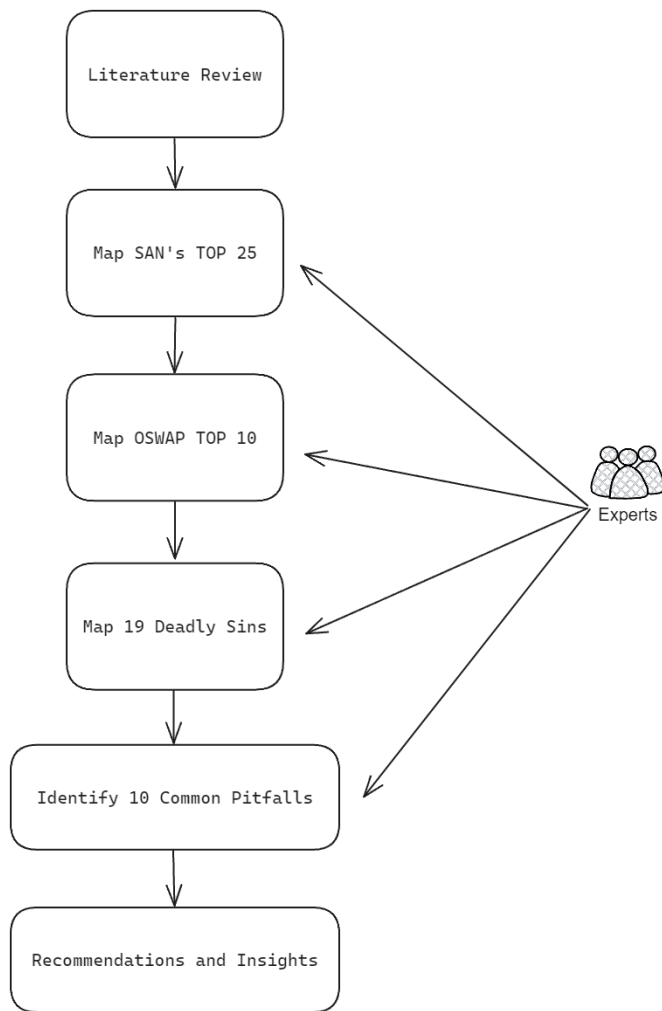 Literature Review
Map SAN's TOP 25
Map OSWAP TOP 10
Experts
Map 19 Deadly Sins
Identify 10 Common Pitfalls
Recommendations and Insights